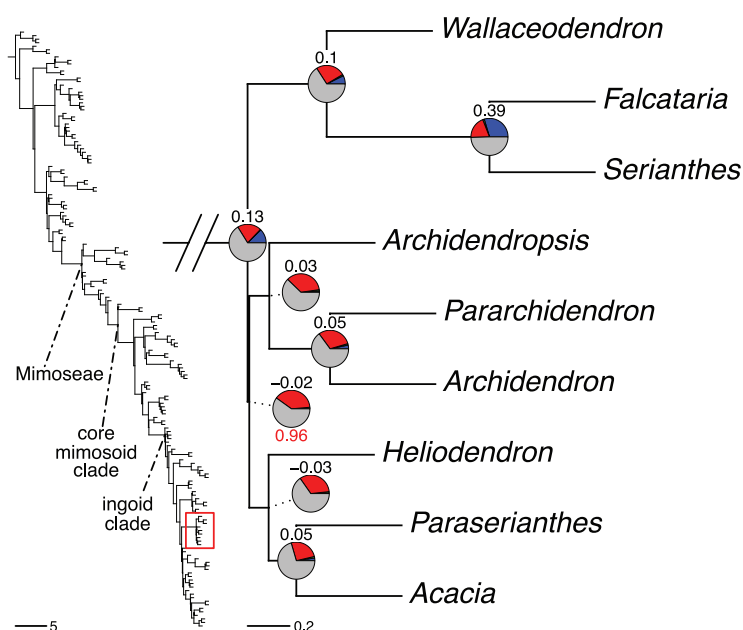 Wallaceodendron
0.1
Falcataria
0.39
Serianthes
0.13
Archidendropsis
0.03
Pararchidendron
0.05
Archidendron
−0.02
0.96
Heliodendron
−0.03
Paraserianthes
0.05
Acacia
Mimoseae
core
mimosoid
clade
ingoid
clade
5
0.2